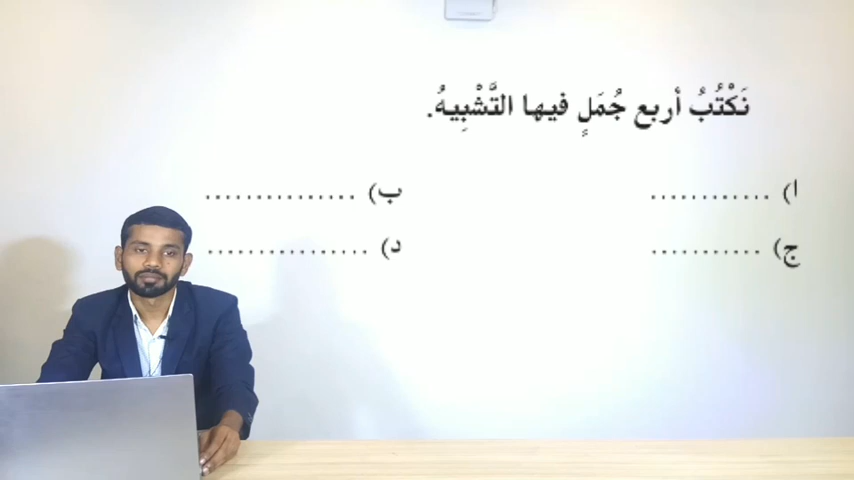 نَكْتُبُ أربع جُمَلٍ فيها التَّشْبِيهُ.
ا) ............ ب) ...............
ج) ........... د) ................